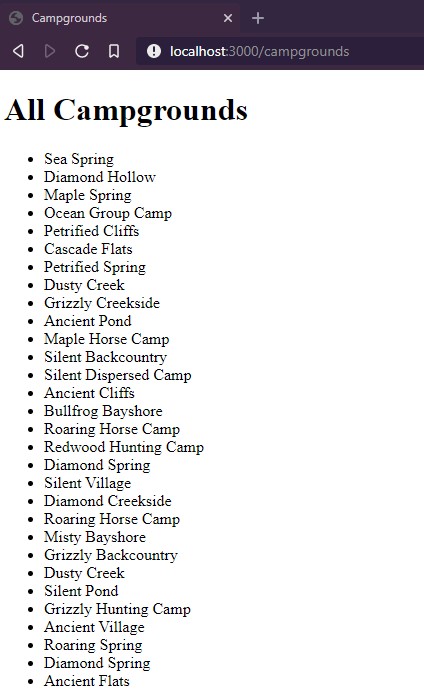 Campgrounds
localhost:3000/campgrounds
All Campgrounds
Sea Spring
Diamond Hollow
Maple Spring
Ocean Group Camp
Petrified Cliffs
Cascade Flats
Petrified Spring
Dusty Creek
Grizzly Creekside
Ancient Pond
Maple Horse Camp
Silent Backcountry
Silent Dispersed Camp
Ancient Cliffs
Bullfrog Bayshore
Roaring Horse Camp
Redwood Hunting Camp
Diamond Spring
Silent Village
Diamond Creekside
Roaring Horse Camp
Misty Bayshore
Grizzly Backcountry
Dusty Creek
Silent Pond
Grizzly Hunting Camp
Ancient Village
Roaring Spring
Diamond Spring
Ancient Flats